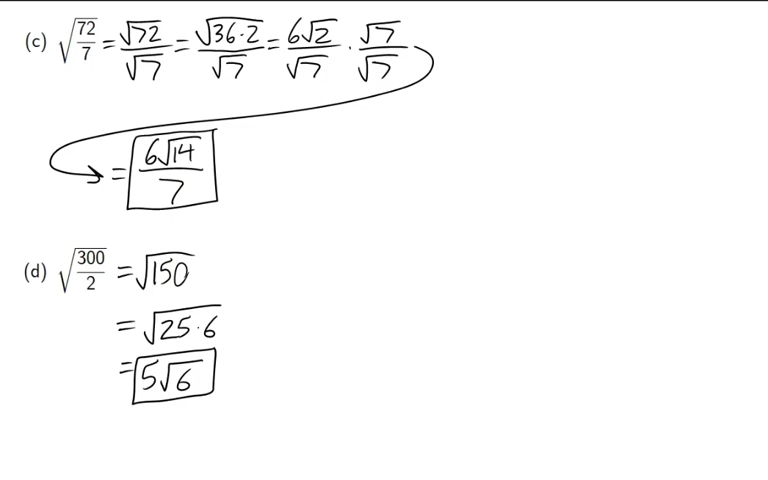 (c) √(72/7) = √72/√7 = √(36·2)/√7 = 6√2/√7 · √7/√7
= 6√14/7
(d) √(300/2) = √150
= √(25·6)
= 5√6